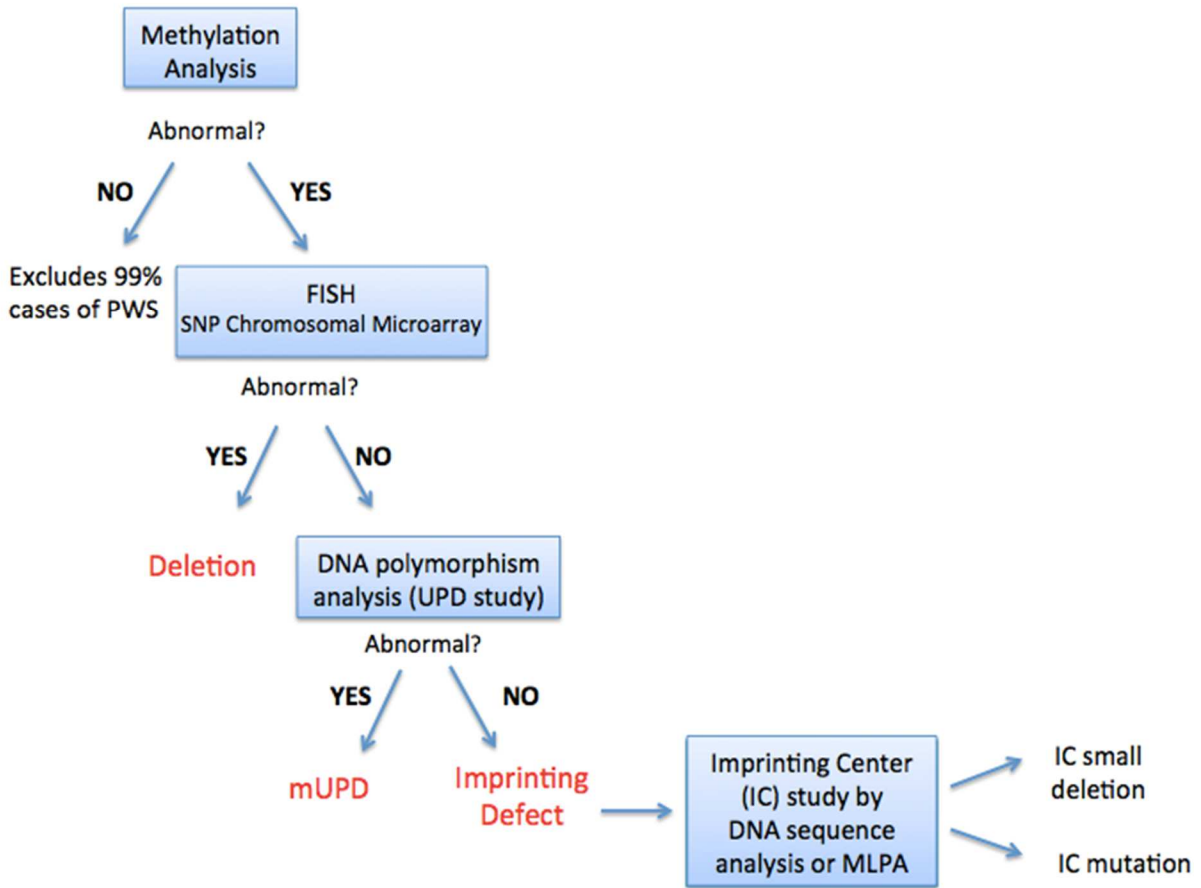 Methylation
Analysis
Abnormal?
NO
YES
Excludes 99%
cases of PWS
FISH
SNP Chromosomal Microarray
Abnormal?
YES
NO
Deletion
DNA polymorphism
analysis (UPD study)
Abnormal?
YES
NO
mUPD
Imprinting
Defect
Imprinting Center
(IC) study by
DNA sequence
analysis or MLPA
IC small
deletion
IC mutation